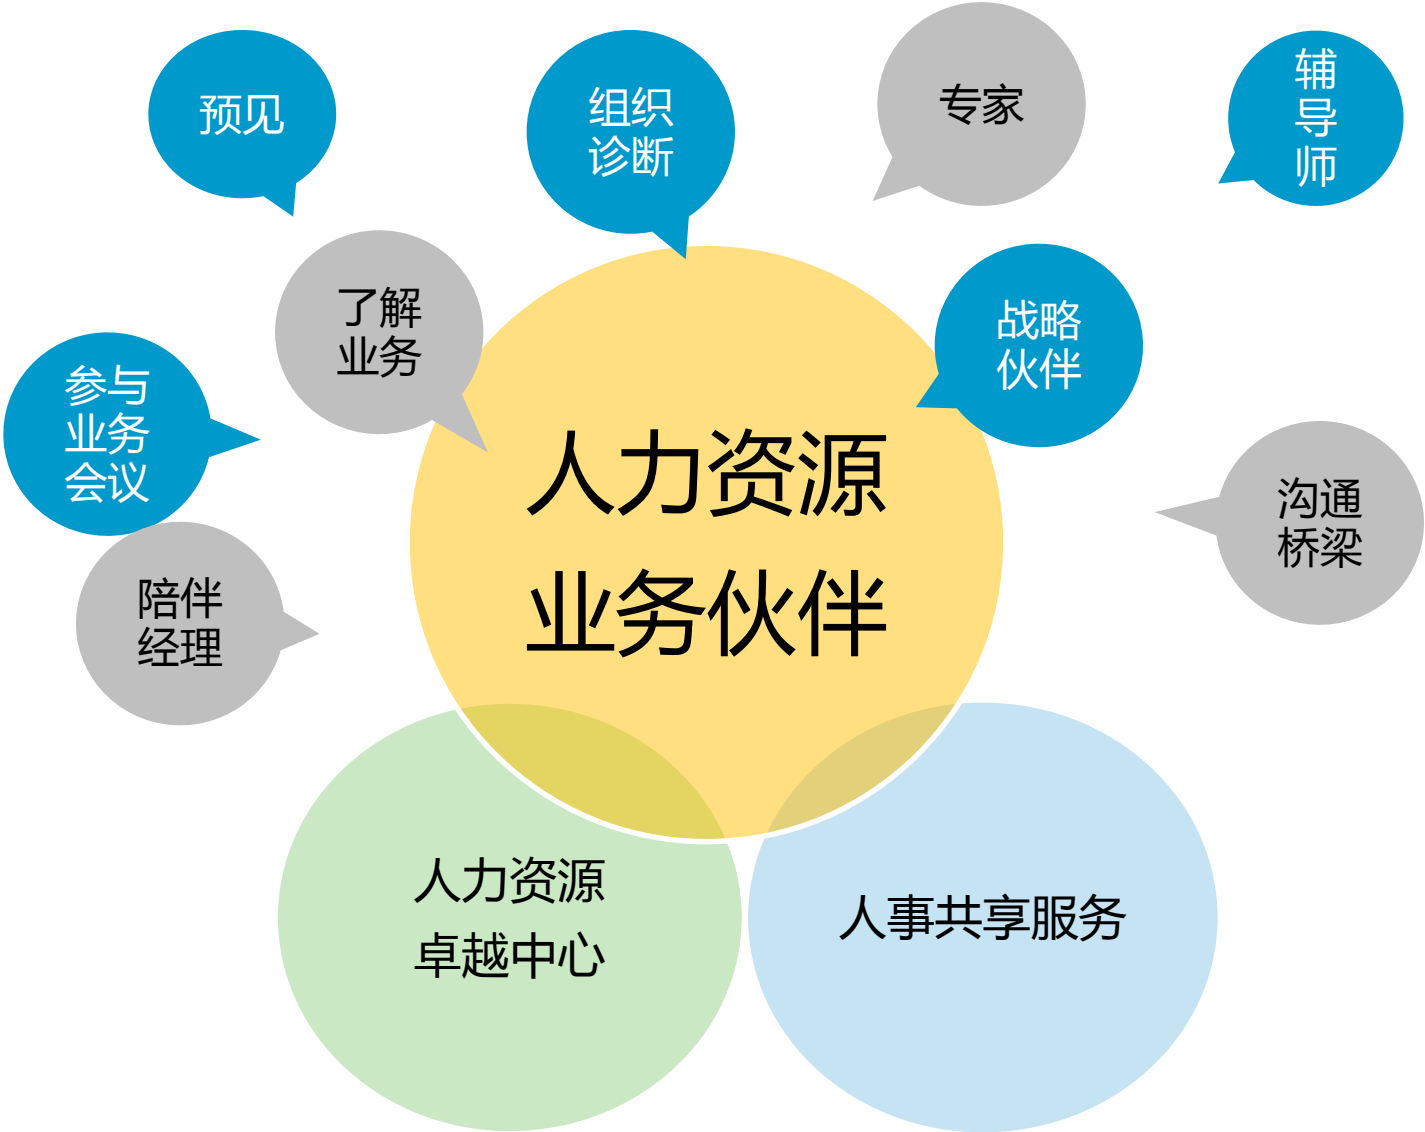 预见
组织
诊断
专家
辅
导
师
了解
业务
战略
伙伴
参与
业务
会议
人力资源
业务伙伴
沟通
桥梁
陪伴
经理
人力资源
卓越中心
人事共享服务